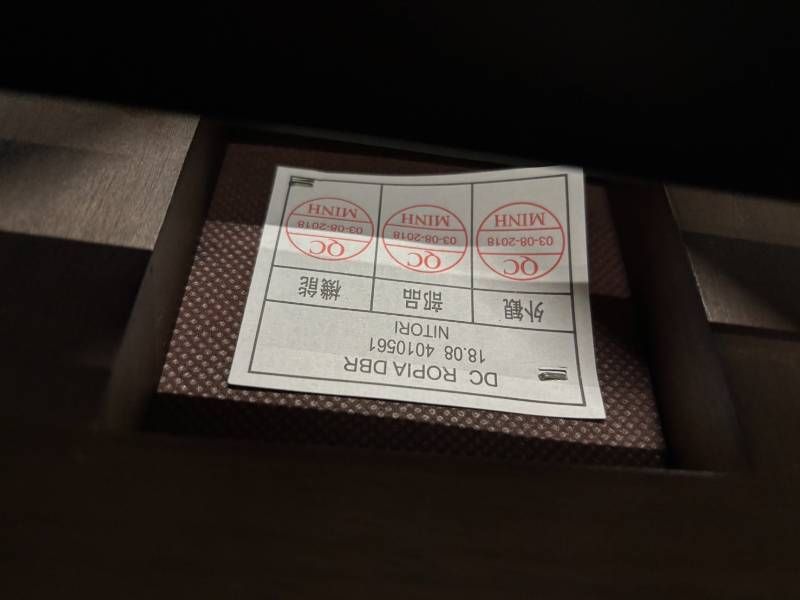 DC ROPIA DBR
18.08 4010561
NITORI
外観 部品 機能
QC QC QC
03-08-2018 03-08-2018 03-08-2018
MINH MINH MINH